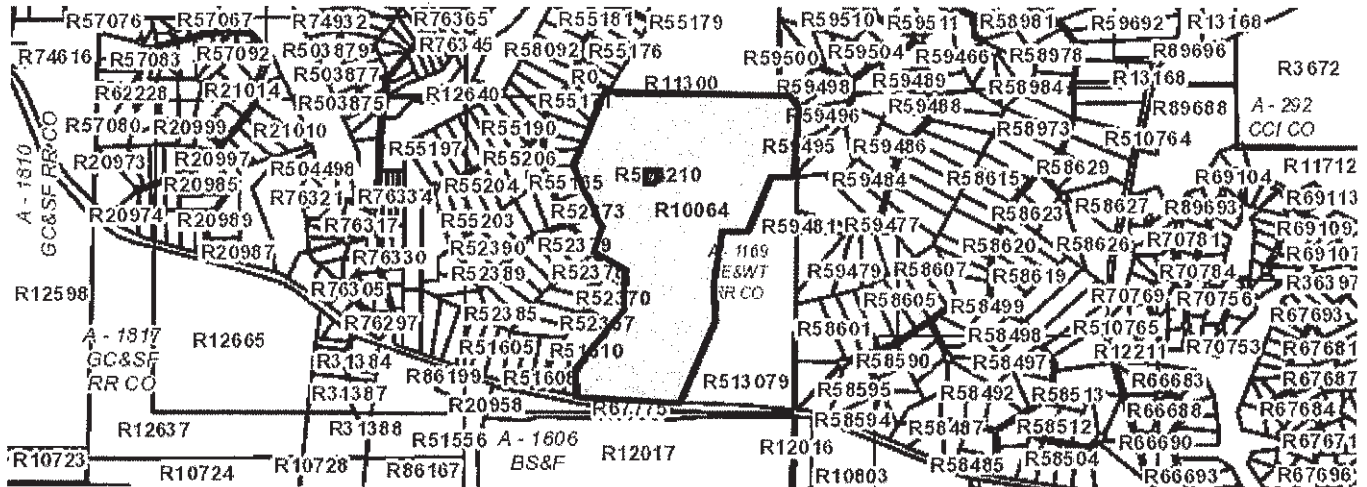 R57076 R57067 R74932 R76365 R55181 R55179 R59510 R59511 R58981 R59692 R13168
R74616 R57083 R57092 R503879 R76345 R58092 R55176 R59500 R59504 R59466 R58978 R89696 R3672
R62228 R21014 R503877 R11300 R59498 R59489 R58984 R13168
R503875 R12640 R59488 R89688 A - 292
R57080 R20999 R21010 R55190 R59496 R58973 R510764 CCI CO
A - 1810
GC&SF RR CO
R20973 R20997 R504498 R55197 R55206 R59495 R59486 R58629 R11712
R20985 R55204 R10064 R59484 R58615 R69104
R20974 R20989 R76321 R76334 R55203 R58623 R58627 R89693 R69113
R76317 R59481 R59477 R69109
R20987 R76330 R52390 R58620 R58626 R70781 R69107
R76305 R52389 R59479 R58607 R58619 R70784 R36397
R12598 R52370 R58605 R58499 R70769 R70756
R76297 R52385 R58601 R58498 R510765 R67693
A - 1817
GC&SF
RR CO
R12665 R31384 R51605 R58590 R58497 R12211 R70753 R67681
R86199 R51608 R513079 R58595 R58492 R58513 R66683 R67687
R31387 R20958 R67775 R58594 R58487 R58512 R66688 R67684
R12637 R31388 R51556 A - 1606
BS&F
R12017 R12016 R66690 R67671
R10723 R10724 R10728 R86167 R10803 R58485 R58504 R66693 R67696